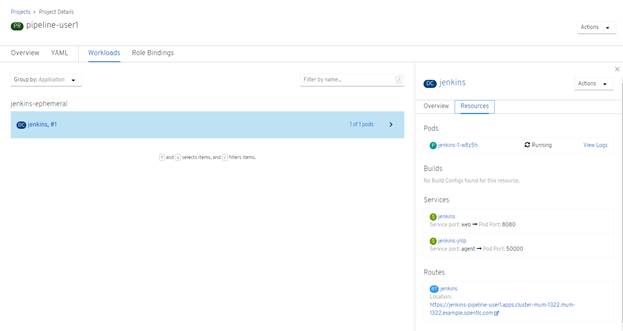 Projects > Project Details
PR pipeline-user1
Actions
Overview YAML Workloads Role Bindings
Group by: Application
Filter by name... /
jenkins-ephemeral
DC jenkins, #1 1 of 1 pods
and selects items, and / filters items.
DC jenkins
Actions
Overview Resources
Pods
P jenkins-1-w8z56 Running View Logs
Builds
No Build Configs found for this resource.
Services
S jenkins
Service port: web → Pod Port: 8080
S jenkins-jnlp
Service port: agent → Pod Port: 50000
Routes
RT jenkins
Location:
https://jenkins-pipeline-user1.apps.cluster-mum-1322.mum-
1322.example.opentlc.com